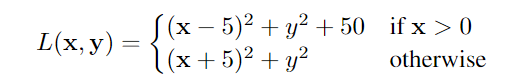 L(x, y) = { (x − 5)² + y² + 50 if x > 0
(x + 5)² + y² otherwise